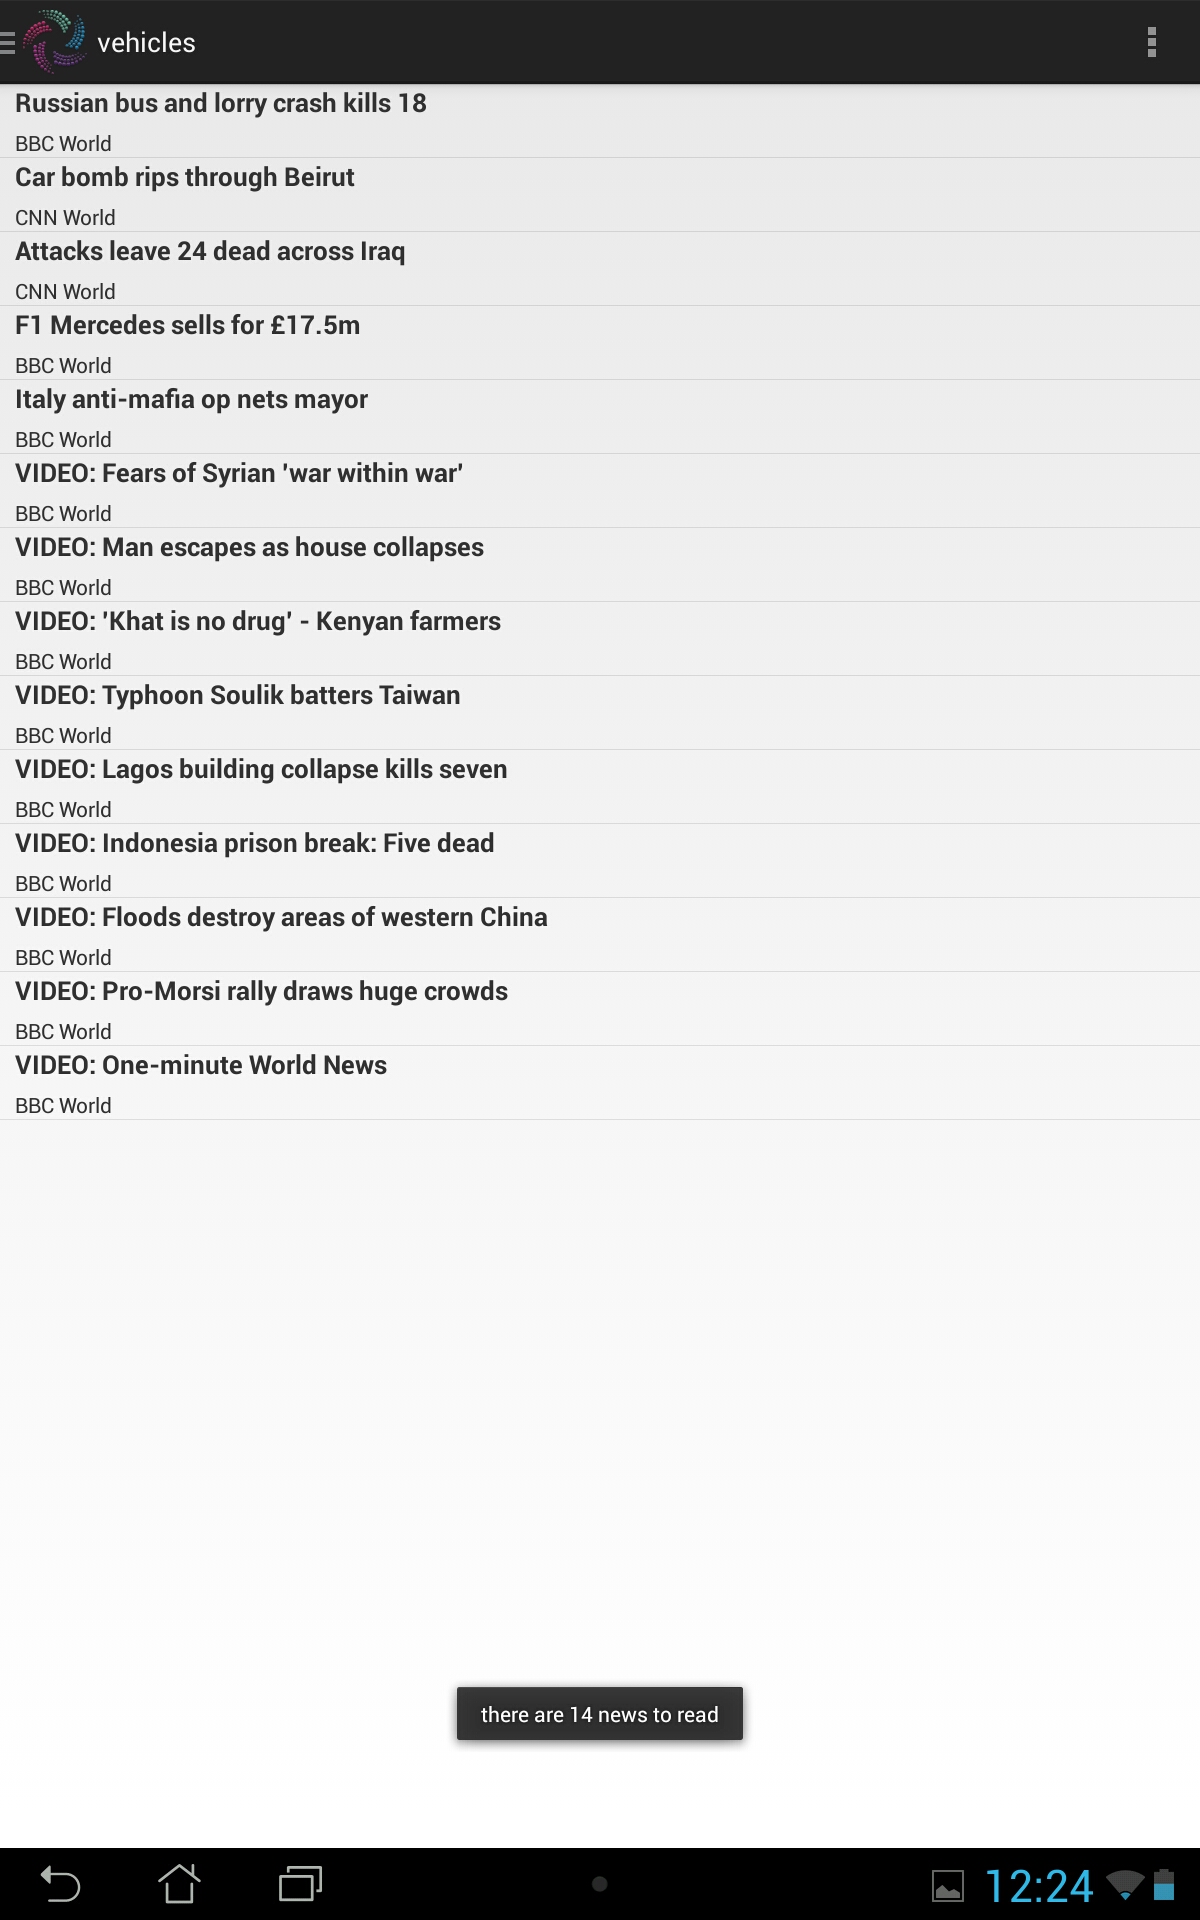 vehicles
Russian bus and lorry crash kills 18
BBC World
Car bomb rips through Beirut
CNN World
Attacks leave 24 dead across Iraq
CNN World
F1 Mercedes sells for £17.5m
BBC World
Italy anti-mafia op nets mayor
BBC World
VIDEO: Fears of Syrian 'war within war'
BBC World
VIDEO: Man escapes as house collapses
BBC World
VIDEO: 'Khat is no drug' - Kenyan farmers
BBC World
VIDEO: Typhoon Soulik batters Taiwan
BBC World
VIDEO: Lagos building collapse kills seven
BBC World
VIDEO: Indonesia prison break: Five dead
BBC World
VIDEO: Floods destroy areas of western China
BBC World
VIDEO: Pro-Morsi rally draws huge crowds
BBC World
VIDEO: One-minute World News
BBC World
there are 14 news to read
12:24